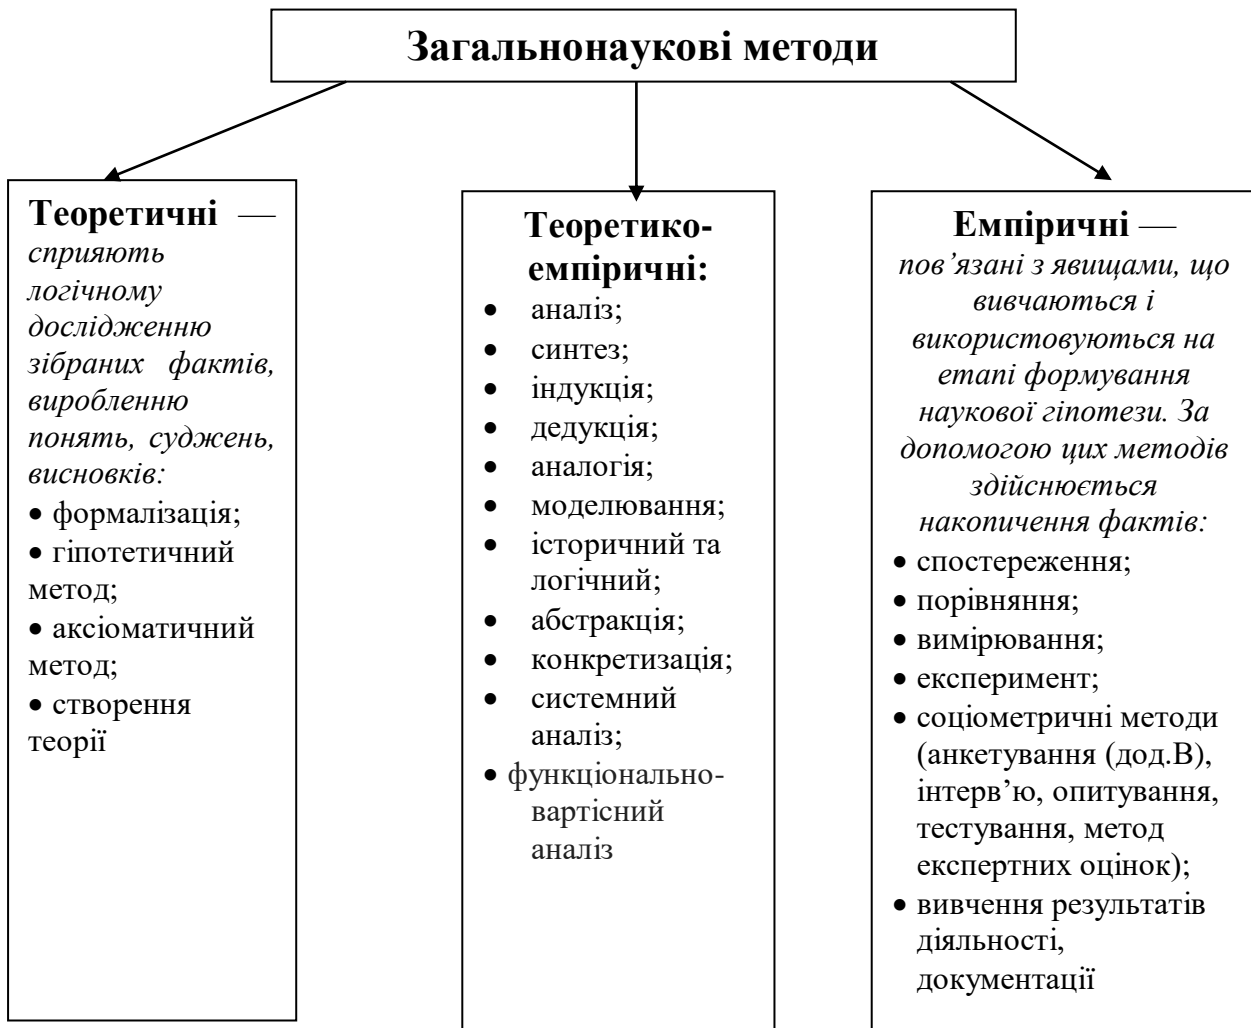 Загальнонаукові методи
Теоретичні —
сприяють
логічному
дослідженню
зібраних фактів,
виробленню
понять, суджень,
висновків:
• формалізація;
• гіпотетичний
метод;
• аксіоматичний
метод;
• створення
теорії
Теоретико-
емпіричні:
• аналіз;
• синтез;
• індукція;
• дедукція;
• аналогія;
• моделювання;
• історичний та
логічний;
• абстракція;
• конкретизація;
• системний
аналіз;
• функціонально-
вартісний
аналіз
Емпіричні —
пов’язані з явищами, що
вивчаються і
використовуються на
етапі формування
наукової гіпотези. За
допомогою цих методів
здійснюється
накопичення фактів:
• спостереження;
• порівняння;
• вимірювання;
• експеримент;
• соціометричні методи
(анкетування (дод.В),
інтерв’ю, опитування,
тестування, метод
експертних оцінок);
• вивчення результатів
діяльності,
документації